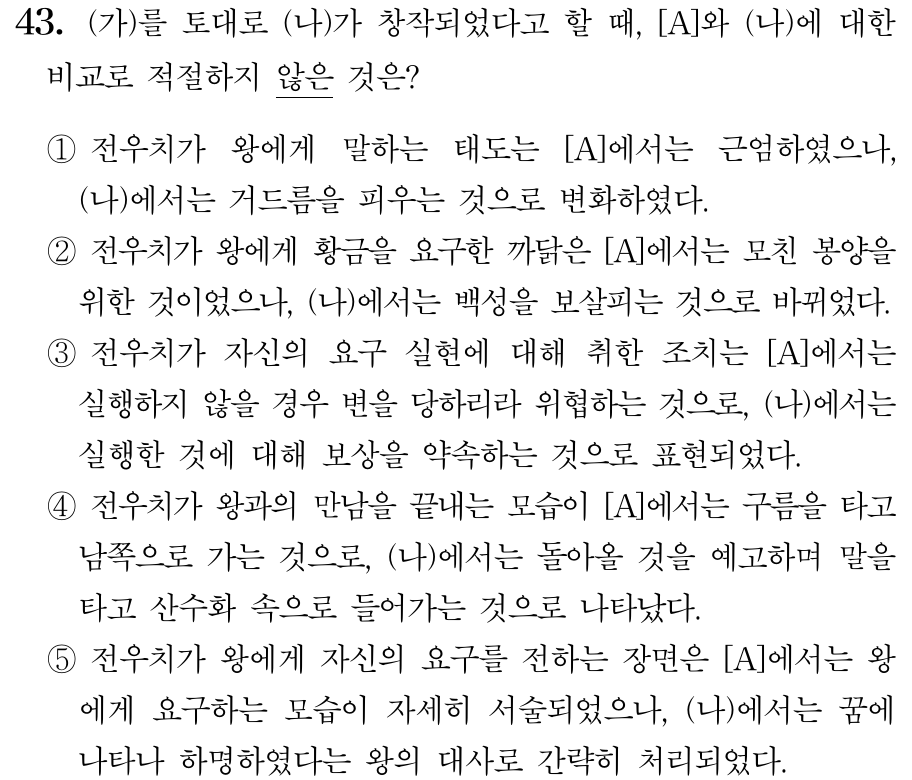 43. (가)를 토대로 (나)가 창작되었다고 할 때, [A]와 (나)에 대한
비교로 적절하지 않은 것은?
① 전우치가 왕에게 말하는 태도는 [A]에서는 근엄하였으나,
(나)에서는 거드름을 피우는 것으로 변화하였다.
② 전우치가 왕에게 황금을 요구한 까닭은 [A]에서는 모친 봉양을
위한 것이었으나, (나)에서는 백성을 보살피는 것으로 바뀌었다.
③ 전우치가 자신의 요구 실현에 대해 취한 조치는 [A]에서는
실행하지 않을 경우 변을 당하리라 위협하는 것으로, (나)에서는
실행한 것에 대해 보상을 약속하는 것으로 표현되었다.
④ 전우치가 왕과의 만남을 끝내는 모습이 [A]에서는 구름을 타고
남쪽으로 가는 것으로, (나)에서는 돌아올 것을 예고하며 말을
타고 산수화 속으로 들어가는 것으로 나타났다.
⑤ 전우치가 왕에게 자신의 요구를 전하는 장면은 [A]에서는 왕
에게 요구하는 모습이 자세히 서술되었으나, (나)에서는 꿈에
나타나 하명하였다는 왕의 대사로 간략히 처리되었다.